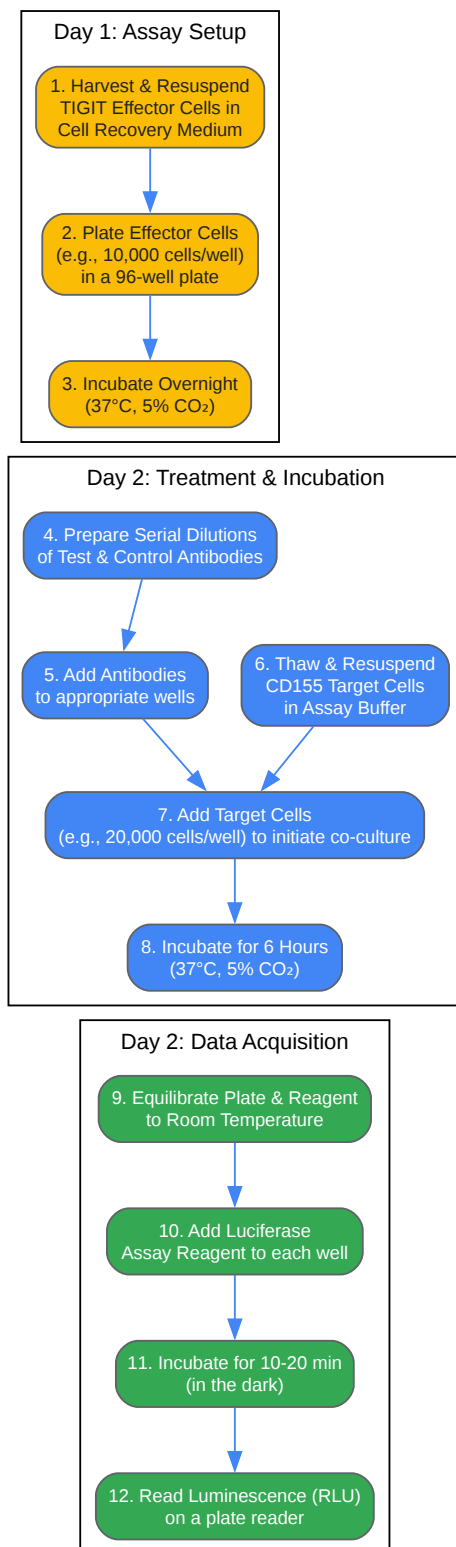 Day 1: Assay Setup
1. Harvest & Resuspend
TIGIT Effector Cells in
Cell Recovery Medium
2. Plate Effector Cells
(e.g., 10,000 cells/well)
in a 96-well plate
3. Incubate Overnight
(37°C, 5% CO₂)
Day 2: Treatment & Incubation
4. Prepare Serial Dilutions
of Test & Control Antibodies
5. Add Antibodies
to appropriate wells
6. Thaw & Resuspend
CD155 Target Cells
in Assay Buffer
7. Add Target Cells
(e.g., 20,000 cells/well) to initiate co-culture
8. Incubate for 6 Hours
(37°C, 5% CO₂)
Day 2: Data Acquisition
9. Equilibrate Plate & Reagent
to Room Temperature
10. Add Luciferase
Assay Reagent to each well
11. Incubate for 10-20 min
(in the dark)
12. Read Luminescence (RLU)
on a plate reader